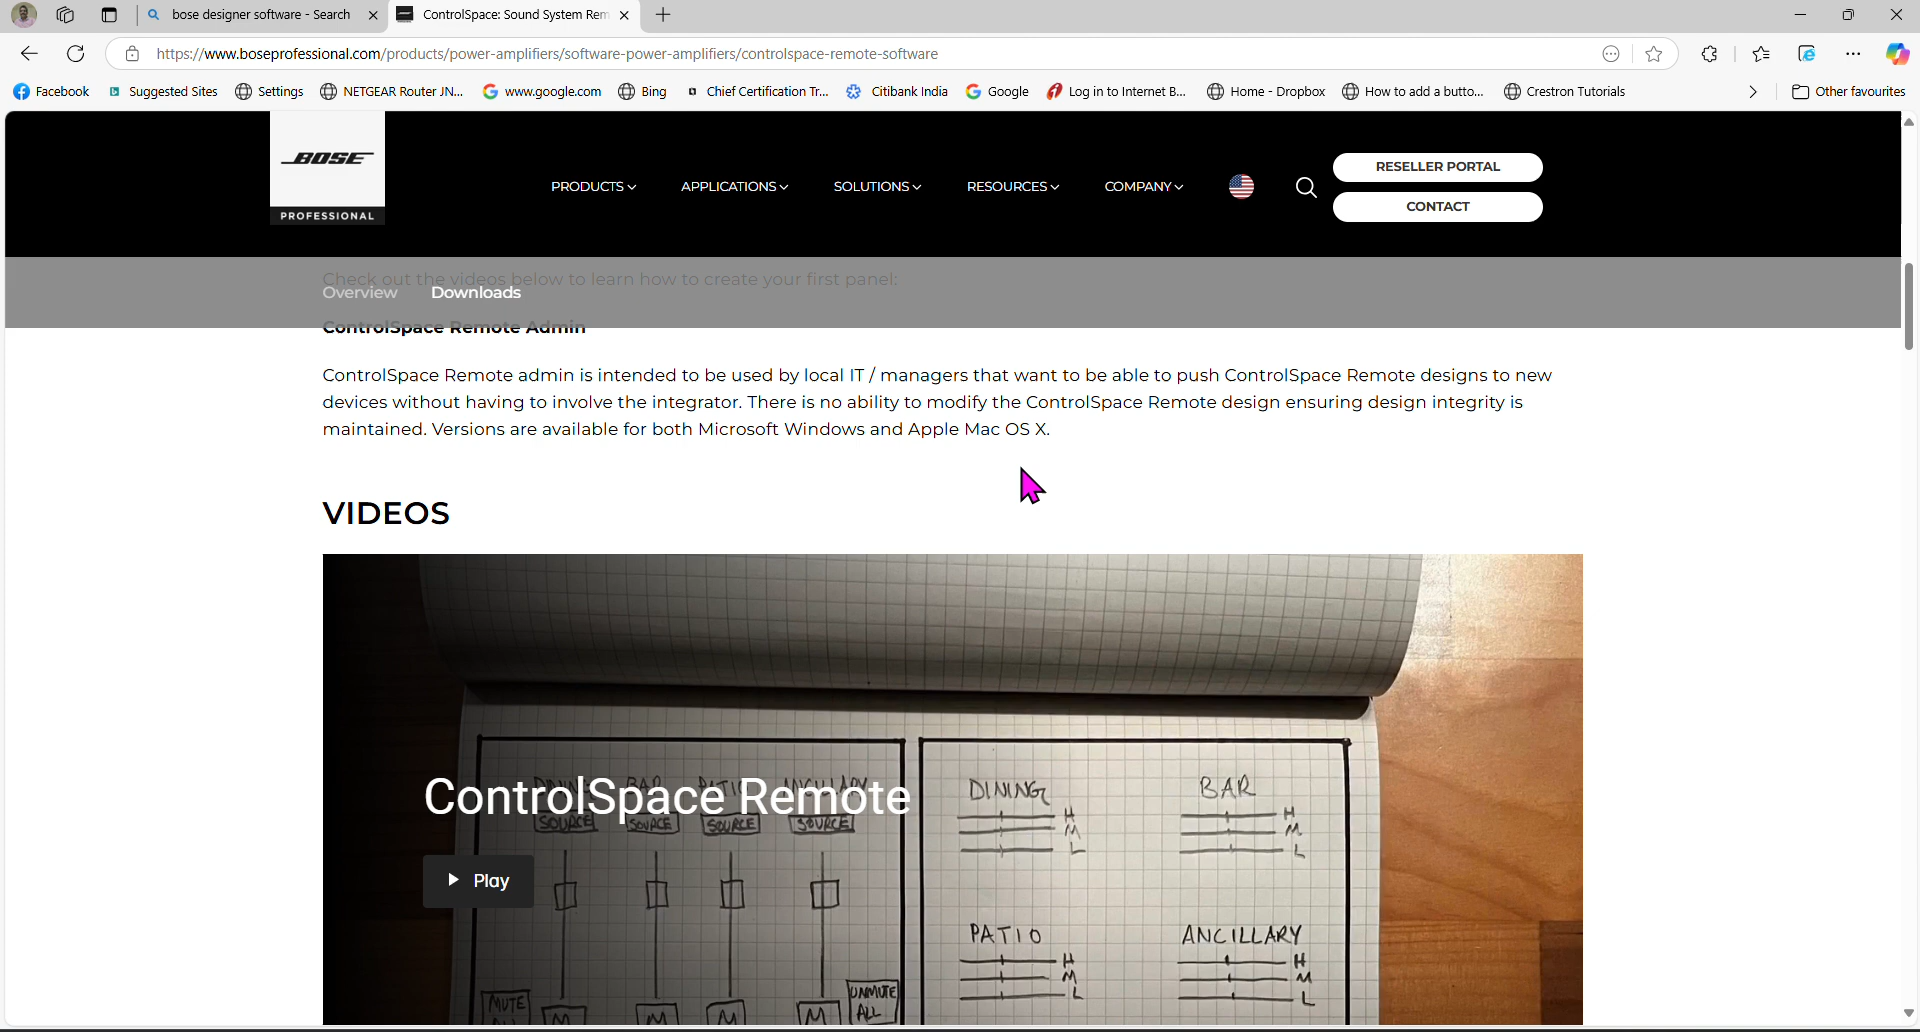 bose designer software - Search
ControlSpace: Sound System Rem
https://www.boseprofessional.com/products/power-amplifiers/software-power-amplifiers/controlspace-remote-software
Facebook
Suggested Sites
Settings
NETGEAR Router JN...
www.google.com
Bing
Chief Certification Tr...
Citibank India
Google
Log in to Internet B...
Home - Dropbox
How to add a butto...
Crestron Tutorials
Other favourites
BOSE
PROFESSIONAL
PRODUCTS
APPLICATIONS
SOLUTIONS
RESOURCES
COMPANY
RESELLER PORTAL
CONTACT
Check out the videos below to learn how to create your first panel:
Overview
Downloads
ControlSpace Remote Admin
ControlSpace Remote admin is intended to be used by local IT / managers that want to be able to push ControlSpace Remote designs to new
devices without having to involve the integrator. There is no ability to modify the ControlSpace Remote design ensuring design integrity is
maintained. Versions are available for both Microsoft Windows and Apple Mac OS X.
VIDEOS
DINING BAR PATIO ANCILLARY
ControlSpace Remote
SOURCE SOURCE SOURCE SOURCE
Play
MUTE ALL
M M M M
UNMUTE ALL
DINING
H
M
L
BAR
H
M
L
PATIO
H
M
L
ANCILLARY
H
M
L